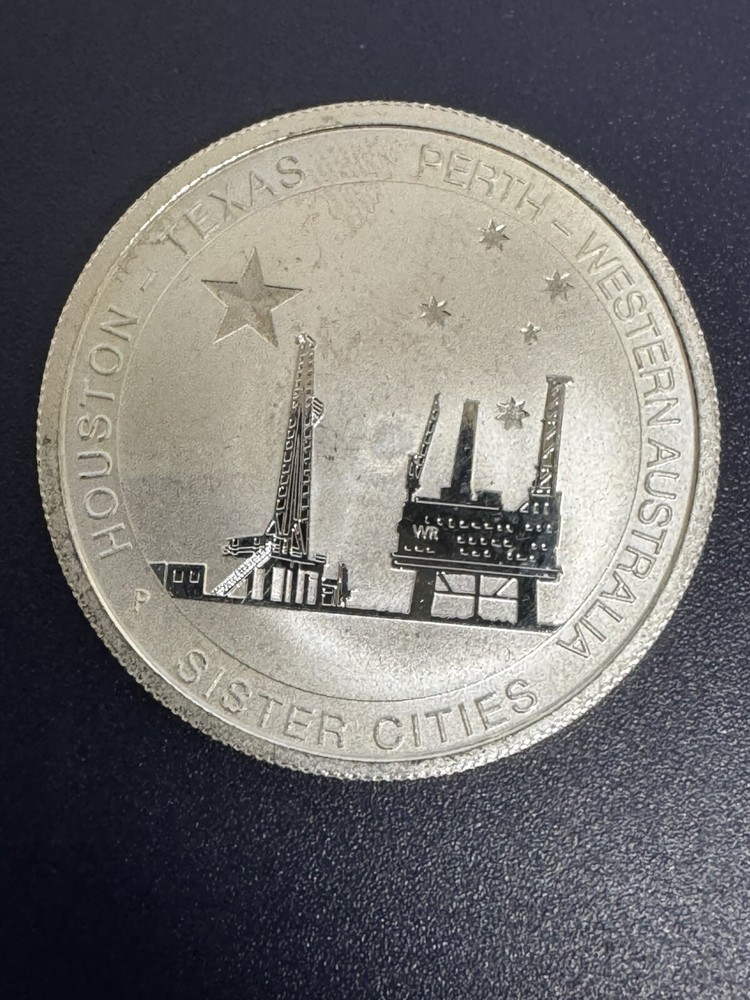 HOUSTON - TEXAS
PERTH - WESTERN AUSTRALIA
WR
P
SISTER CITIES